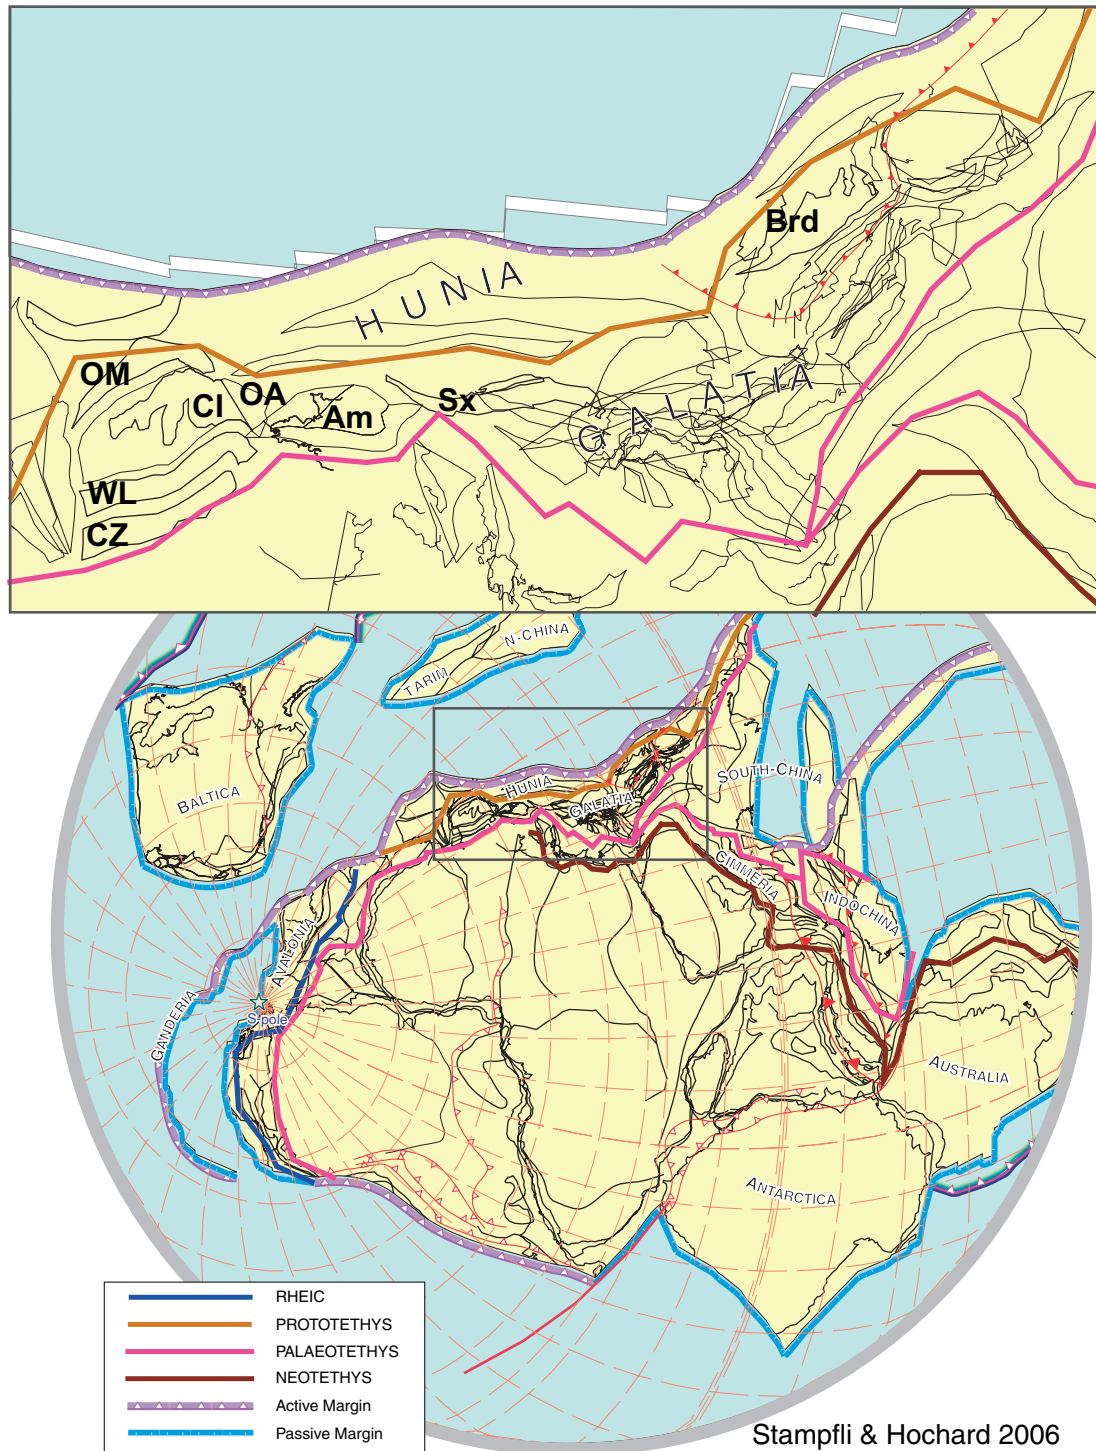 Brd
HUNIA
OM
Cl
OA
Am
Sx
GALATIA
WL
CZ
N-CHINA
TARIM
BALTICA
HUNIA
GALATIA
SOUTH-CHINA
CIMMERIA
INDOCHINA
AVALONIA
GANDERIA
S-pole
AUSTRALIA
ANTARCTICA
RHEIC
PROTOTETHYS
PALAEOTETHYS
NEOTETHYS
Active Margin
Passive Margin
Stampfli & Hochard 2006